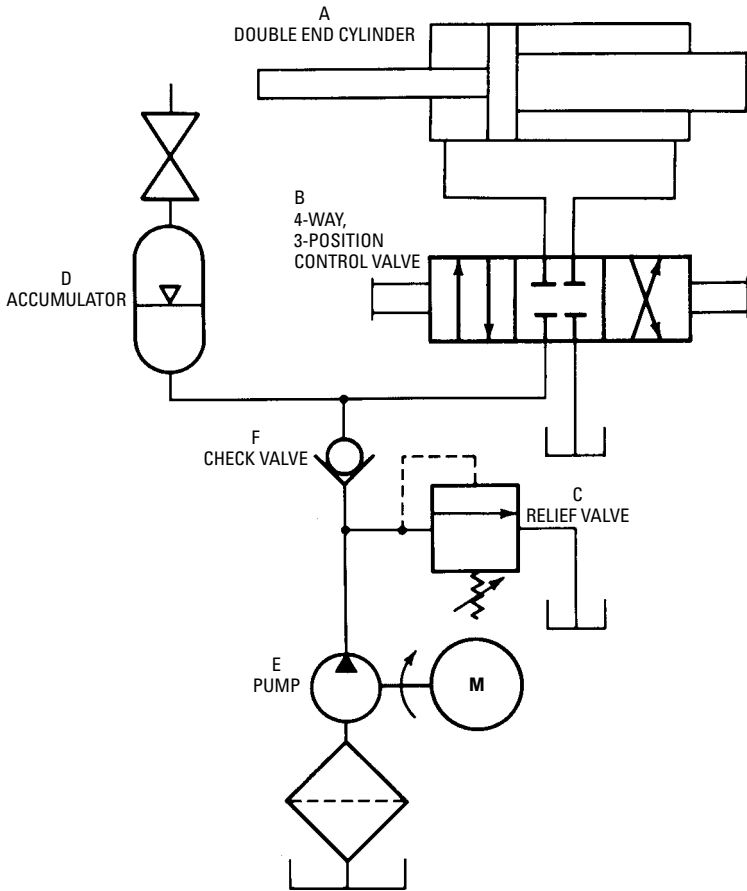 A
DOUBLE END CYLINDER
B
4-WAY,
3-POSITION
CONTROL VALVE
D
ACCUMULATOR
F
CHECK VALVE
C
RELIEF VALVE
E
PUMP
M